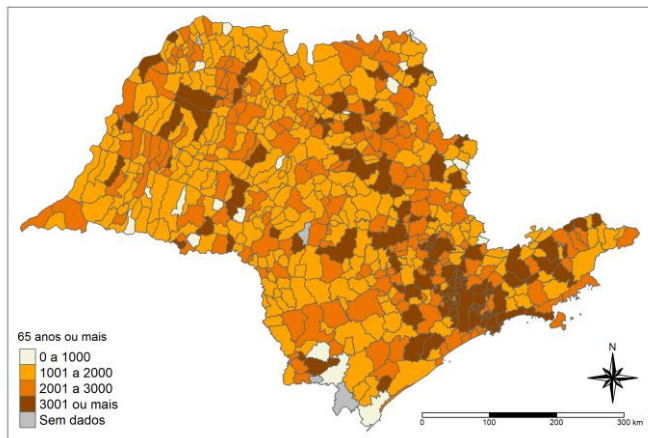 65 anos ou mais
0 a 1000
1001 a 2000
2001 a 3000
3001 ou mais
Sem dados
N
0 100 200 300 km